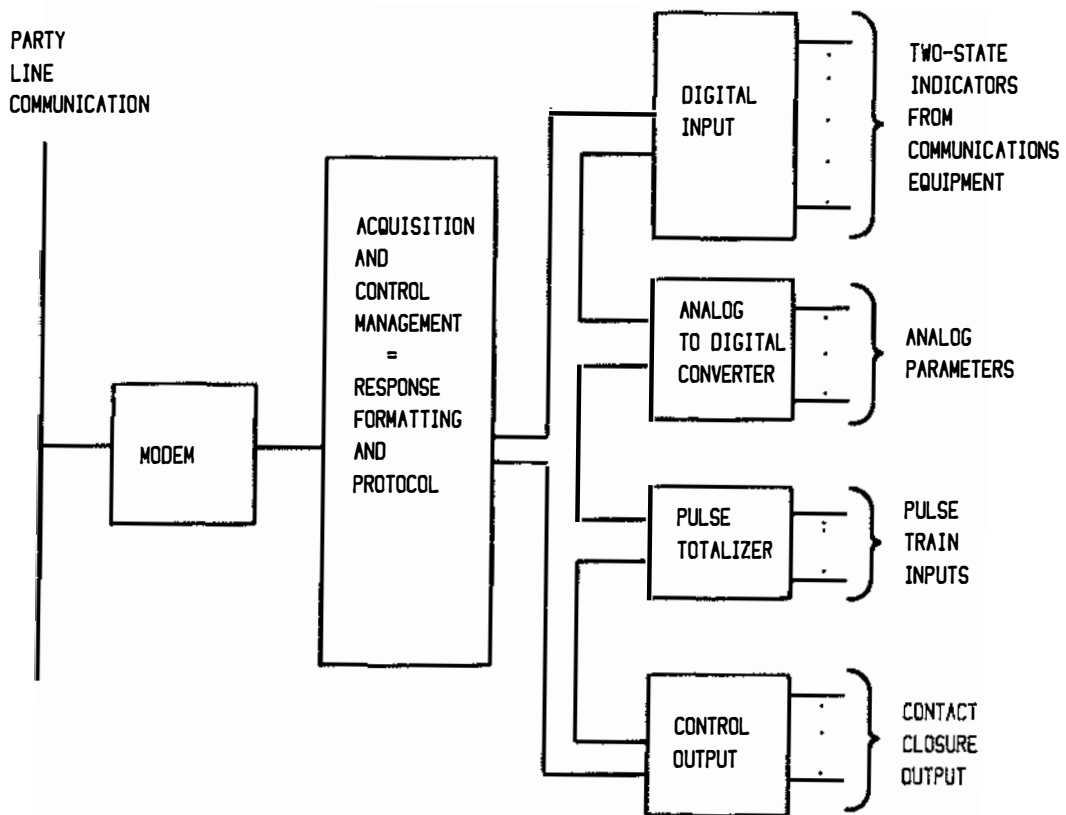 PARTY
LINE
COMMUNICATION
MODEM
ACQUISITION
AND
CONTROL
MANAGEMENT
=
RESPONSE
FORMATTING
AND
PROTOCOL
DIGITAL
INPUT
TWO-STATE
INDICATORS
FROM
COMMUNICATIONS
EQUIPMENT
ANALOG
TO DIGITAL
CONVERTER
ANALOG
PARAMETERS
PULSE
TOTALIZER
PULSE
TRAIN
INPUTS
CONTROL
OUTPUT
CONTACT
CLOSURE
OUTPUT